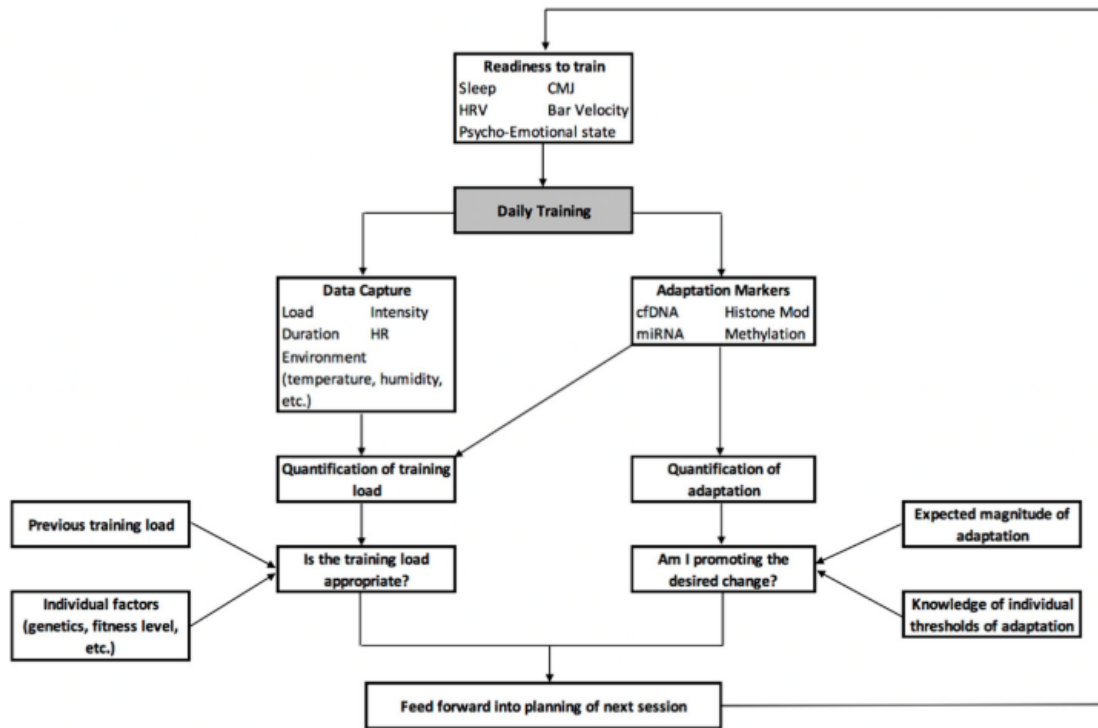 Readiness to train
Sleep CMJ
HRV Bar Velocity
Psycho-Emotional state
Daily Training
Data Capture
Load Intensity
Duration HR
Environment
(temperature, humidity,
etc.)
Adaptation Markers
cfDNA Histone Mod
miRNA Methylation
Quantification of training
load
Quantification of
adaptation
Previous training load
Individual factors
(genetics, fitness level,
etc.)
Is the training load
appropriate?
Am I promoting the
desired change?
Expected magnitude of
adaptation
Knowledge of individual
thresholds of adaptation
Feed forward into planning of next session